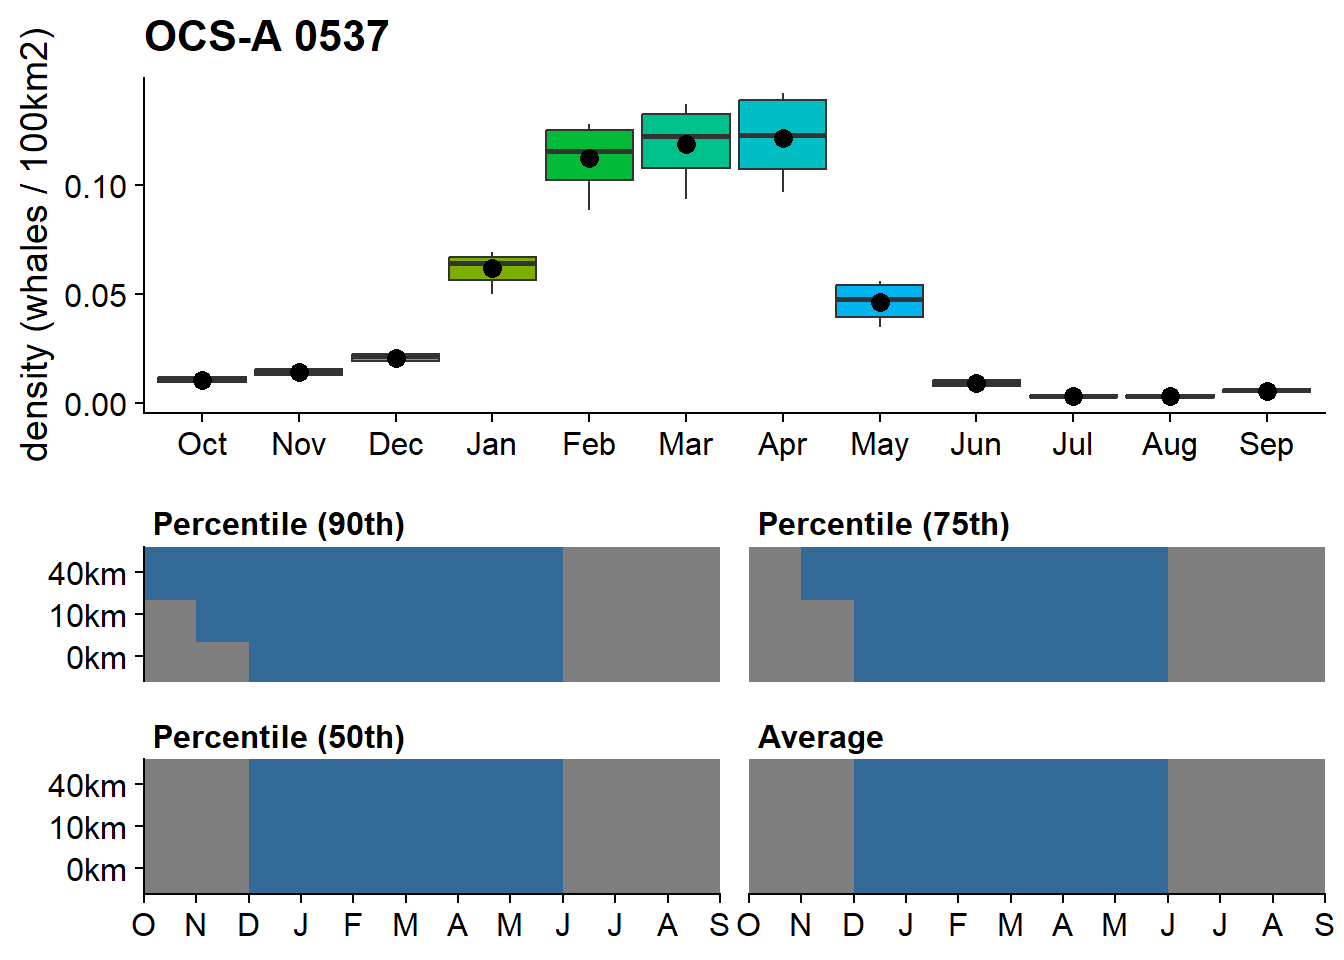 OCS-A 0537
density (whales / 100km2)
0.10
0.05
0.00
Oct Nov Dec Jan Feb Mar Apr May Jun Jul Aug Sep
Percentile (90th) Percentile (75th)
40km
10km
0km
Percentile (50th) Average
40km
10km
0km
O N D J F M A M J J A S O N D J F M A M J J A S